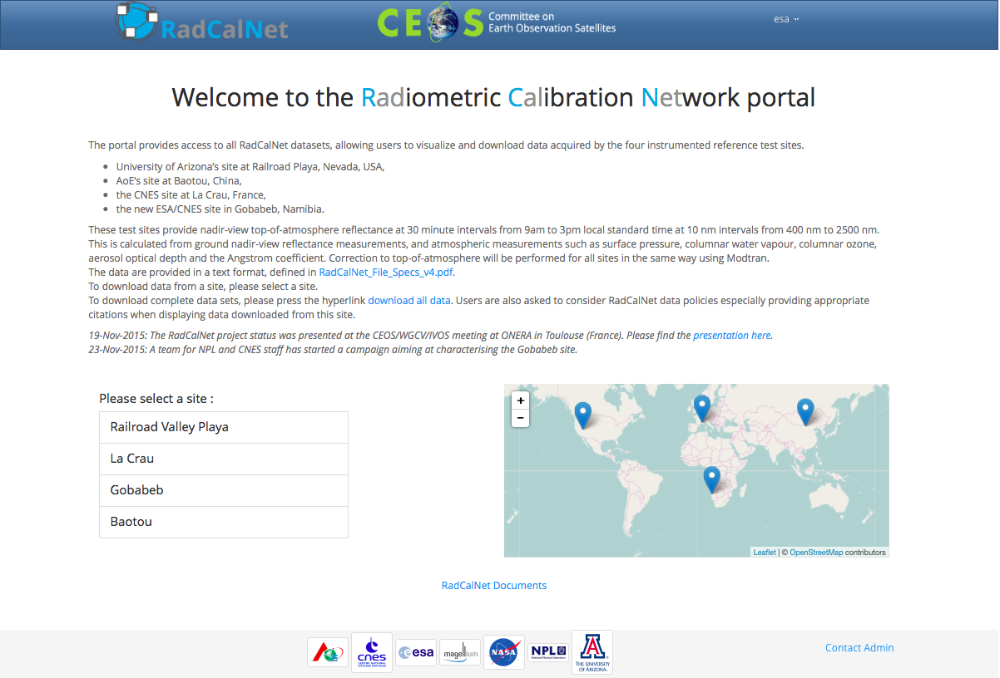 RadCalNet
CEOS
Committee on
Earth Observation Satellites
esa
Welcome to the Radiometric Calibration Network portal
The portal provides access to all RadCalNet datasets, allowing users to visualize and download data acquired by the four instrumented reference test sites.
University of Arizona's site at Railroad Playa, Nevada, USA,
AoE's site at Baotou, China,
the CNES site at La Crau, France,
the new ESA/CNES site in Gobabeb, Namibia.
These test sites provide nadir-view top-of-atmosphere reflectance at 30 minute intervals from 9am to 3pm local standard time at 10 nm intervals from 400 nm to 2500 nm.
This is calculated from ground nadir-view reflectance measurements, and atmospheric measurements such as surface pressure, columnar water vapour, columnar ozone,
aerosol optical depth and the Angstrom coefficient. Correction to top-of-atmosphere will be performed for all sites in the same way using Modtran.
The data are provided in a text format, defined in RadCalNet_File_Specs_v4.pdf.
To download data from a site, please select a site.
To download complete data sets, please press the hyperlink download all data. Users are also asked to consider RadCalNet data policies especially providing appropriate
citations when displaying data downloaded from this site.
19-Nov-2015: The RadCalNet project status was presented at the CEOS/WGCV/IVOS meeting at ONERA in Toulouse (France). Please find the presentation here.
23-Nov-2015: A team for NPL and CNES staff has started a campaign aiming at characterising the Gobabeb site.
Please select a site :
Railroad Valley Playa
La Crau
Gobabeb
Baotou
+
−
Leaflet | © OpenStreetMap contributors
RadCalNet Documents
AOE
cnes
CENTRE NATIONAL
D'ÉTUDES SPATIALES
esa
magellium
NASA
NPL
National Physical Laboratory
A
THE UNIVERSITY
OF ARIZONA.
Contact Admin